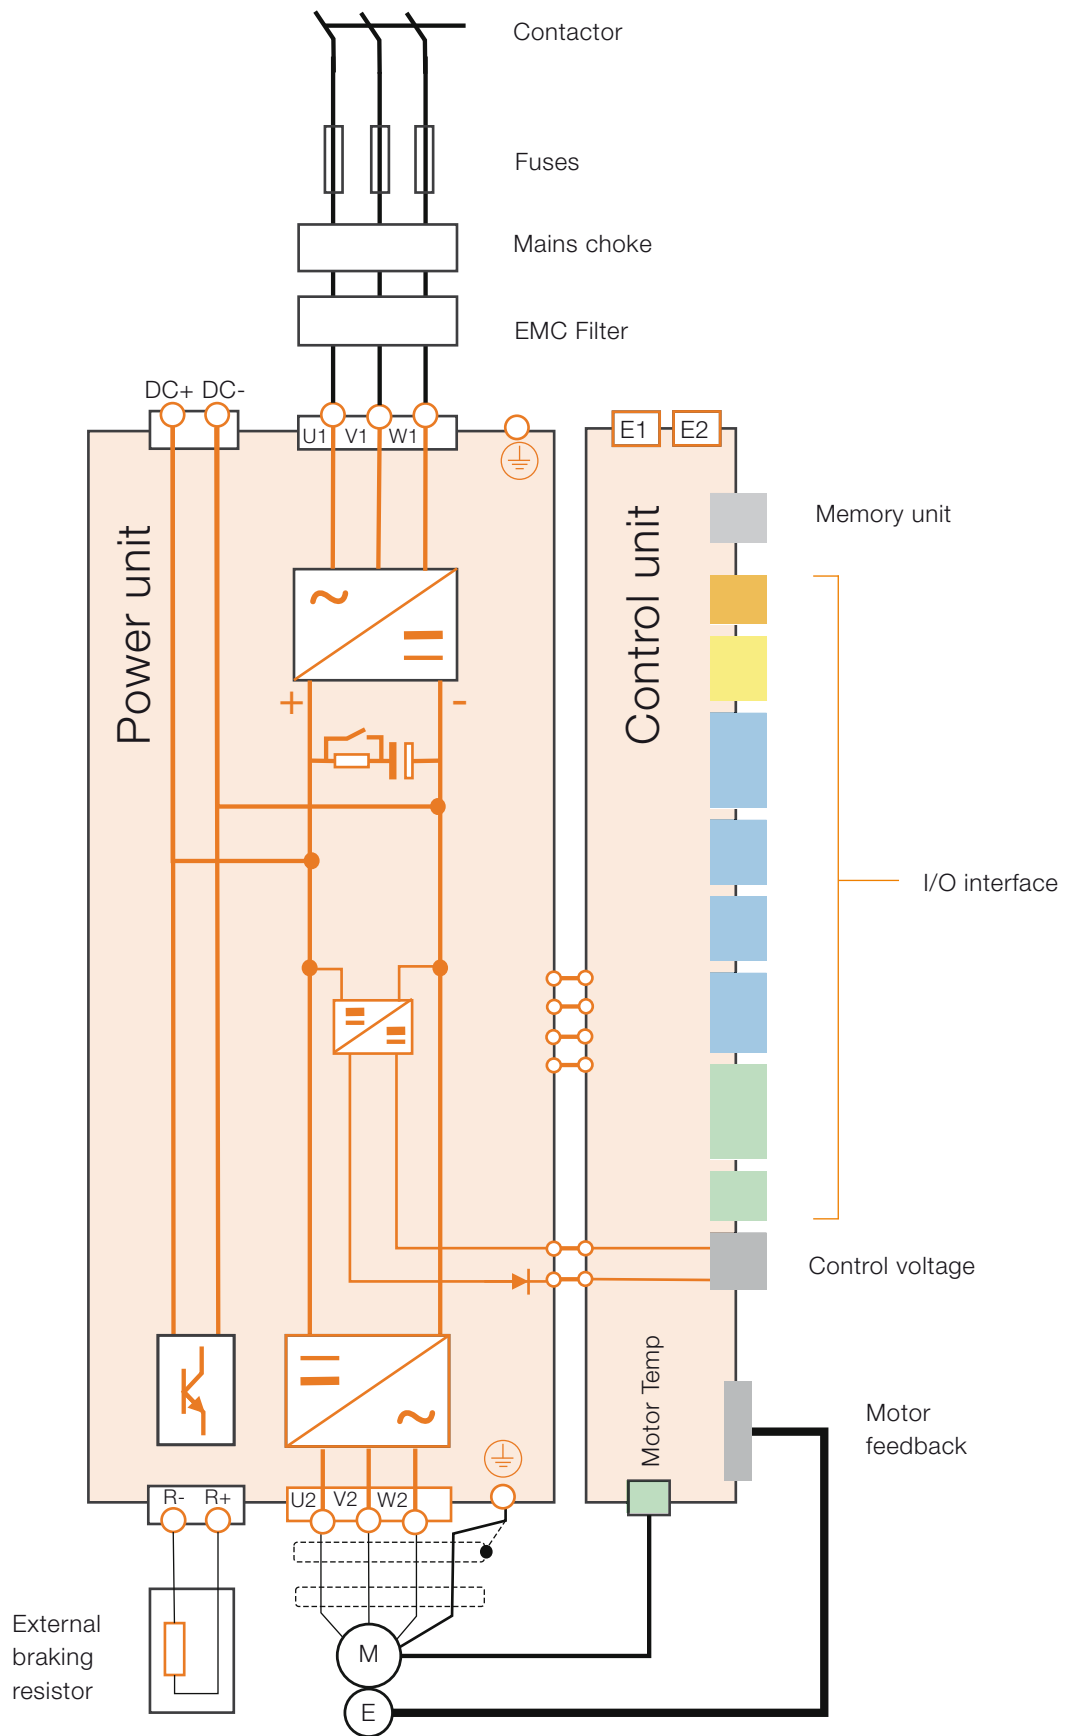 Contactor
Fuses
Mains choke
EMC Filter
DC+ DC-
U1 V1 W1
E1 E2
Memory unit
Power unit
Control unit
+ -
I/O interface
Control voltage
Motor Temp
Motor
feedback
R- R+
U2 V2 W2
External
braking
resistor
M
E